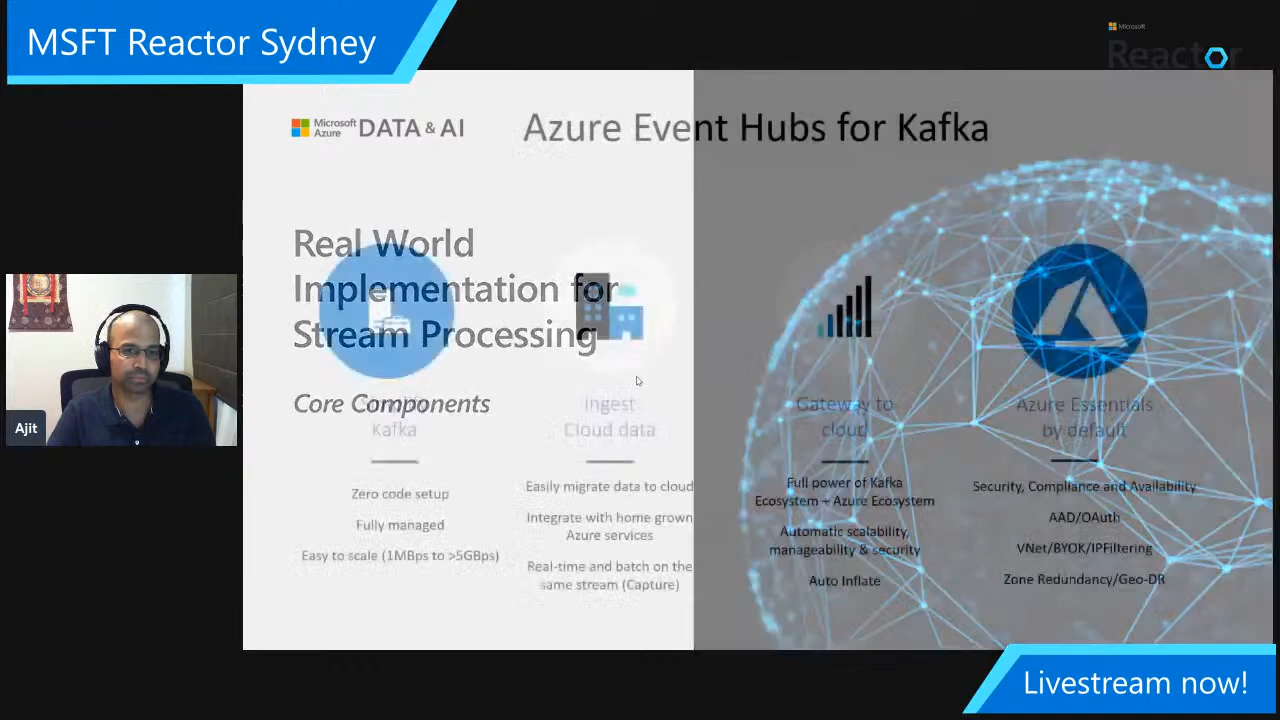 MSFT Reactor Sydney
Microsoft
Reactor
Microsoft
Azure
DATA & AI
Azure Event Hubs for Kafka
Real World
Implementation for
Stream Processing
Core Components
Kafka
Zero code setup
Fully managed
Easy to scale (1MBps to >5GBps)
Ingest
Cloud data
Easily migrate data to cloud
Integrate with home grown
Azure services
Real-time and batch on the
same stream (Capture)
Gateway to
cloud
Full power of Kafka
Ecosystem + Azure Ecosystem
Automatic scalability,
manageability & security
Auto Inflate
Azure Essentials
by default
Security, Compliance and Availability
AAD/OAuth
VNet/BYOK/IPFiltering
Zone Redundancy/Geo-DR
Ajit
Livestream now!